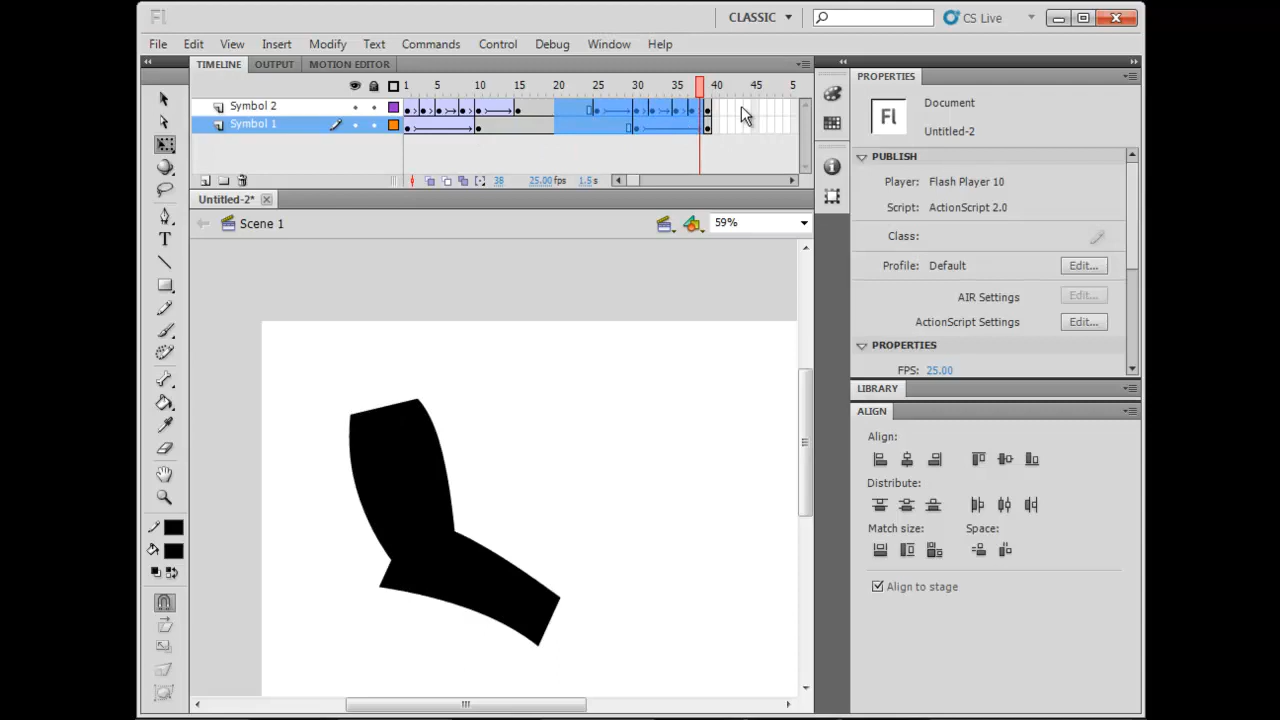 Fl
CLASSIC
CS Live
File Edit View Insert Modify Text Commands Control Debug Window Help
TIMELINE OUTPUT MOTION EDITOR
1 5 10 15 20 25 30 35 40 45 5
Symbol 2
Symbol 1
38 25.00 fps 1.5 s
Untitled-2*
Scene 1
59%
PROPERTIES
Fl
Document
Untitled-2
PUBLISH
Player: Flash Player 10
Script: ActionScript 2.0
Class:
Profile: Default Edit...
AIR Settings Edit...
ActionScript Settings Edit...
PROPERTIES
FPS: 25.00
LIBRARY
ALIGN
Align:
Distribute:
Match size: Space:
Align to stage